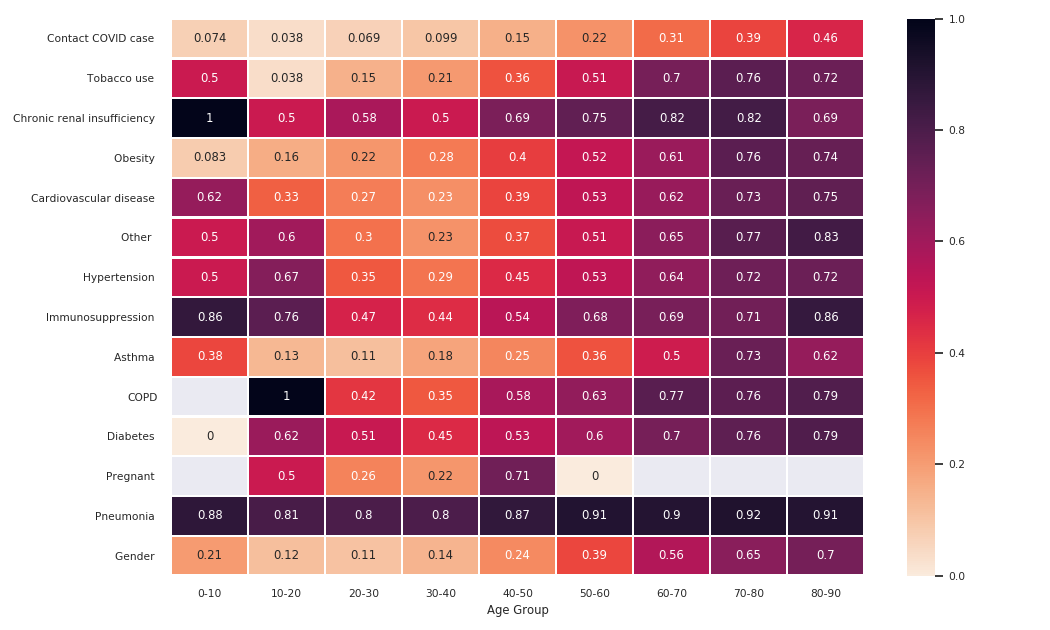 Contact COVID case 0.074 0.038 0.069 0.099 0.15 0.22 0.31 0.39 0.46
Tobacco use 0.5 0.038 0.15 0.21 0.36 0.51 0.7 0.76 0.72
Chronic renal insufficiency 1 0.5 0.58 0.5 0.69 0.75 0.82 0.82 0.69
Obesity 0.083 0.16 0.22 0.28 0.4 0.52 0.61 0.76 0.74
Cardiovascular disease 0.62 0.33 0.27 0.23 0.39 0.53 0.62 0.73 0.75
Other 0.5 0.6 0.3 0.23 0.37 0.51 0.65 0.77 0.83
Hypertension 0.5 0.67 0.35 0.29 0.45 0.53 0.64 0.72 0.72
Immunosuppression 0.86 0.76 0.47 0.44 0.54 0.68 0.69 0.71 0.86
Asthma 0.38 0.13 0.11 0.18 0.25 0.36 0.5 0.73 0.62
COPD 1 0.42 0.35 0.58 0.63 0.77 0.76 0.79
Diabetes 0 0.62 0.51 0.45 0.53 0.6 0.7 0.76 0.79
Pregnant 0.5 0.26 0.22 0.71 0
Pneumonia 0.88 0.81 0.8 0.8 0.87 0.91 0.9 0.92 0.91
Gender 0.21 0.12 0.11 0.14 0.24 0.39 0.56 0.65 0.7
0-10 10-20 20-30 30-40 40-50 50-60 60-70 70-80 80-90
Age Group
1.0
0.8
0.6
0.4
0.2
0.0